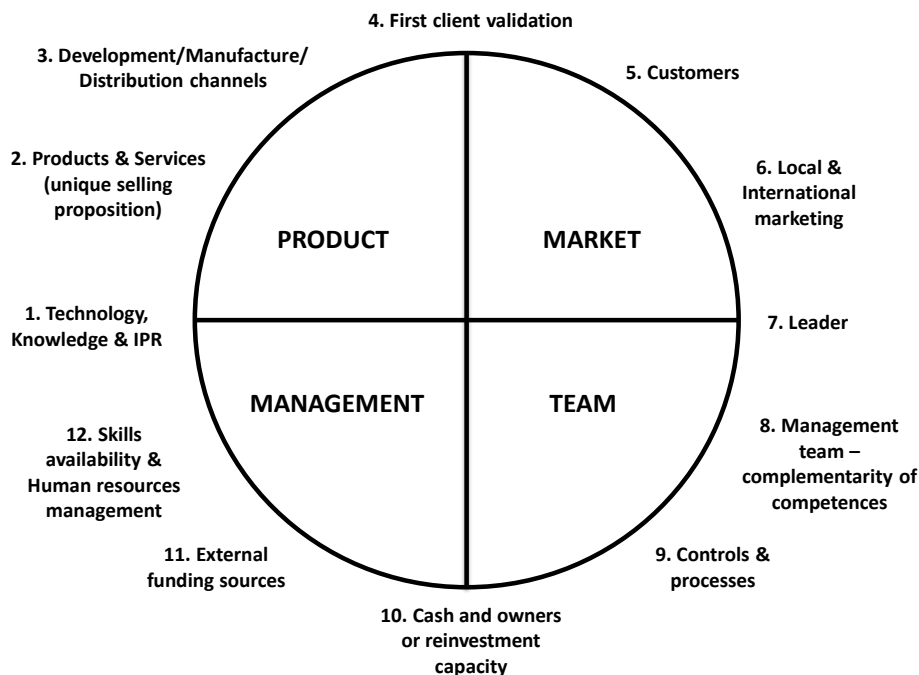 4. First client validation
3. Development/Manufacture/
Distribution channels
5. Customers
2. Products & Services
(unique selling
proposition)
6. Local &
International
marketing
PRODUCT
MARKET
1. Technology,
Knowledge & IPR
7. Leader
MANAGEMENT
TEAM
12. Skills
availability &
Human resources
management
8. Management
team –
complementarity of
competences
11. External
funding sources
9. Controls &
processes
10. Cash and owners
or reinvestment
capacity